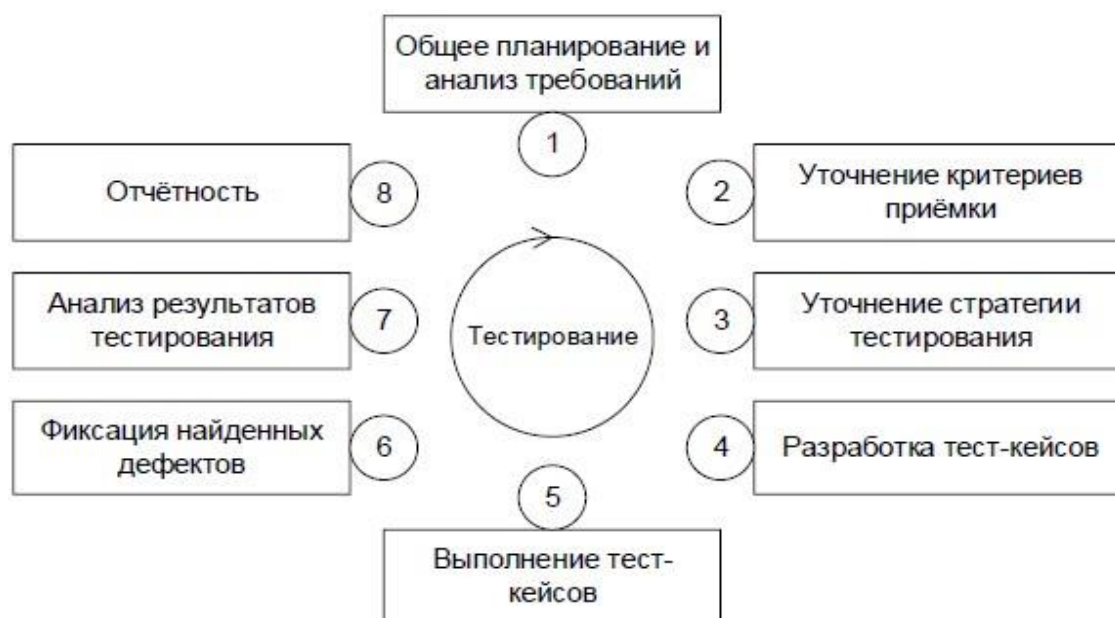 Общее планирование и
анализ требований
1
2
Уточнение критериев
приёмки
3
Уточнение стратегии
тестирования
4
Разработка тест-кейсов
5
Выполнение тест-
кейсов
6
Фиксация найденных
дефектов
7
Анализ результатов
тестирования
8
Отчётность
Тестирование